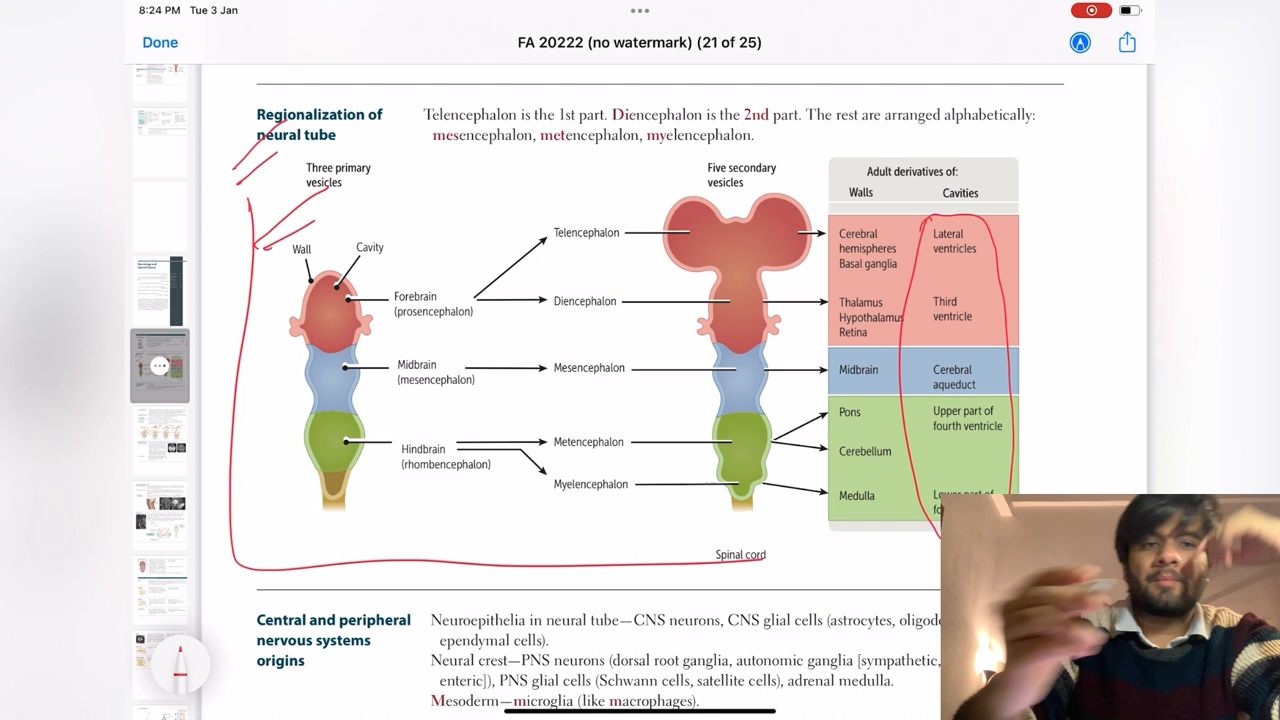 8:24 PM Tue 3 Jan
Done
FA 20222 (no watermark) (21 of 25)
Regionalization of
neural tube
Telencephalon is the 1st part. Diencephalon is the 2nd part. The rest are arranged alphabetically:
mesencephalon, metencephalon, myelencephalon.
Three primary
vesicles
Five secondary
vesicles
Adult derivatives of:
Walls
Cavities
Wall
Cavity
Telencephalon
Cerebral
hemispheres
Basal ganglia
Lateral
ventricles
Forebrain
(prosencephalon)
Diencephalon
Thalamus
Hypothalamus
Retina
Third
ventricle
Midbrain
(mesencephalon)
Mesencephalon
Midbrain
Cerebral
aqueduct
Hindbrain
(rhombencephalon)
Metencephalon
Pons
Cerebellum
Upper part of
fourth ventricle
Myelencephalon
Medulla
Lower part of
Spinal cord
Central and peripheral
nervous systems
origins
Neuroepithelia in neural tube—CNS neurons, CNS glial cells (astrocytes,
ependymal cells).
Neural crest—PNS neurons (dorsal root ganglia, autonomic ganglia [sympathetic,
enteric]), PNS glial cells (Schwann cells, satellite cells), adrenal medulla.
Mesoderm—microglia (like macrophages).